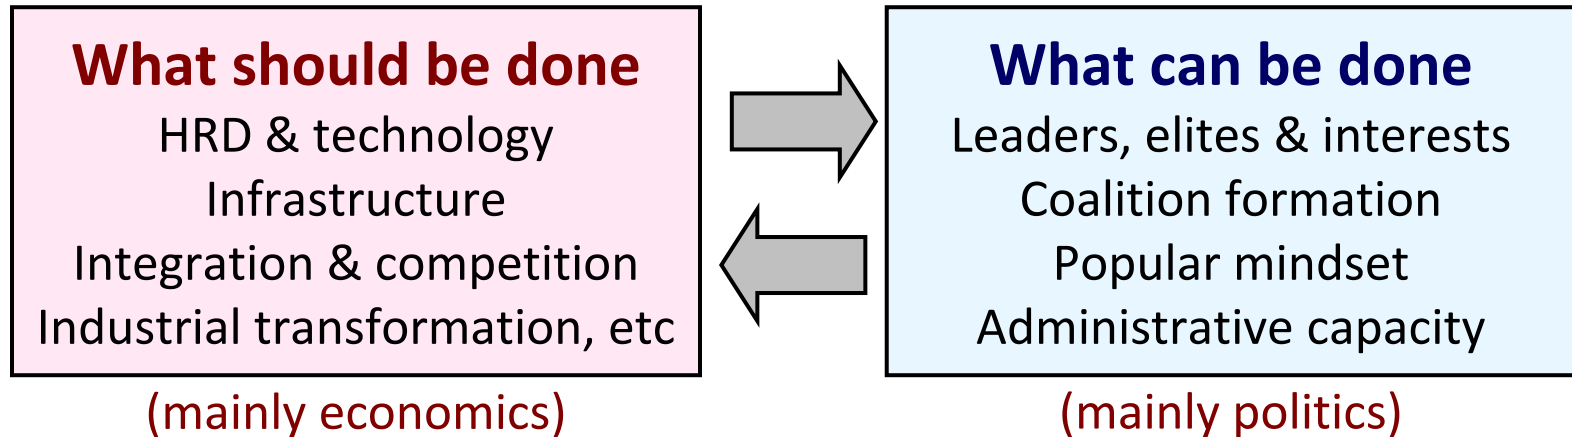 What should be done
HRD & technology
Infrastructure
Integration & competition
Industrial transformation, etc
(mainly economics)
What can be done
Leaders, elites & interests
Coalition formation
Popular mindset
Administrative capacity
(mainly politics)